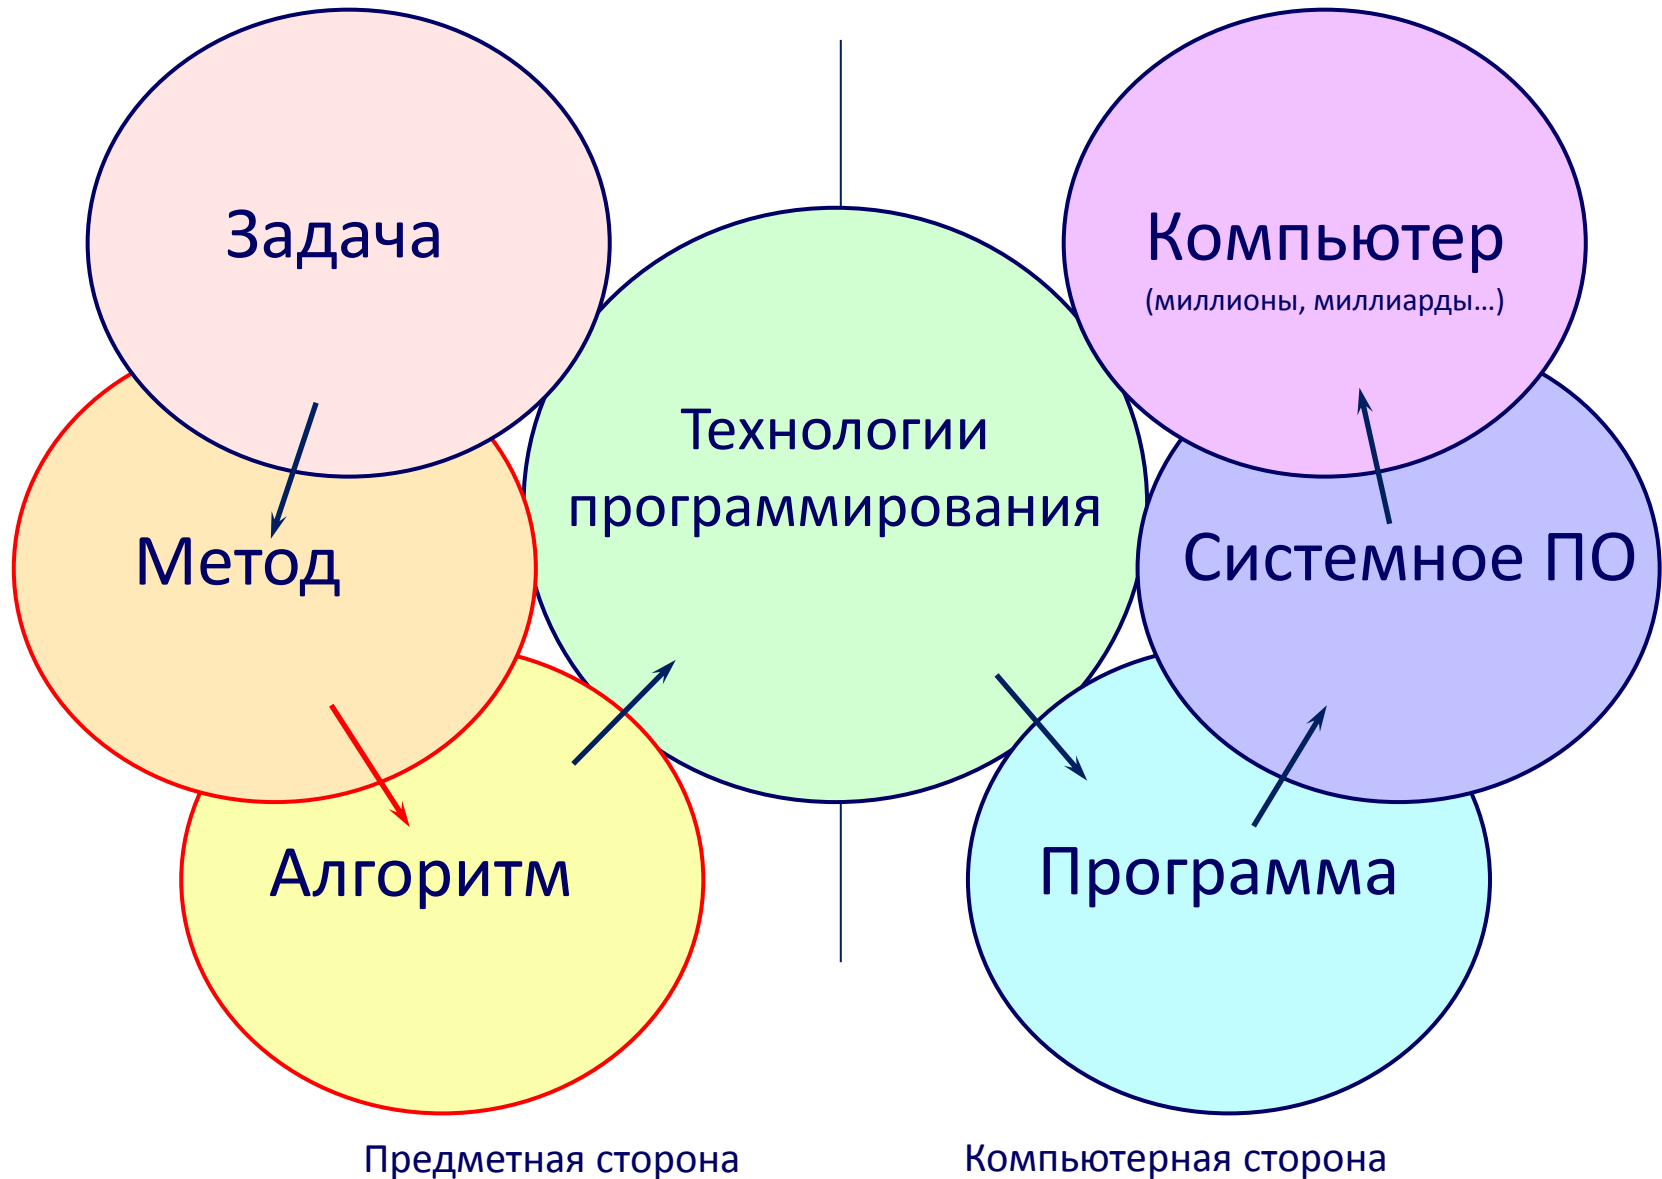 Задача
Метод
Алгоритм
Технологии
программирования
Компьютер
(миллионы, миллиарды...)
Системное ПО
Программа
Предметная сторона
Компьютерная сторона